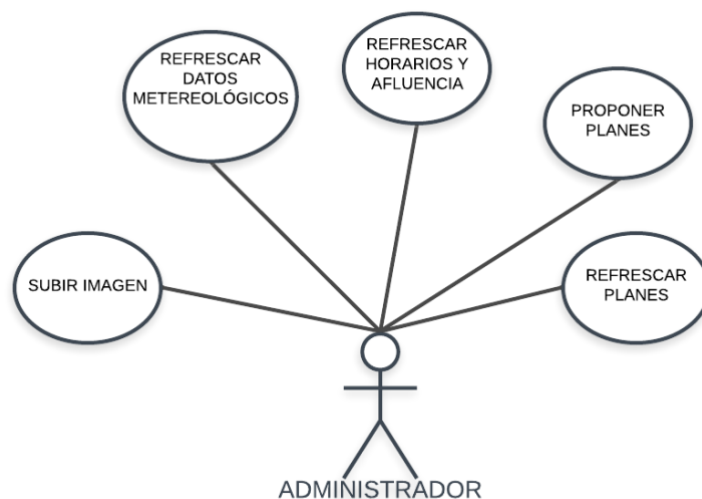 REFRESCAR
DATOS
METEREOLÓGICOS
REFRESCAR
HORARIOS Y
AFLUENCIA
PROPONER
PLANES
SUBIR IMAGEN
REFRESCAR
PLANES
ADMINISTRADOR